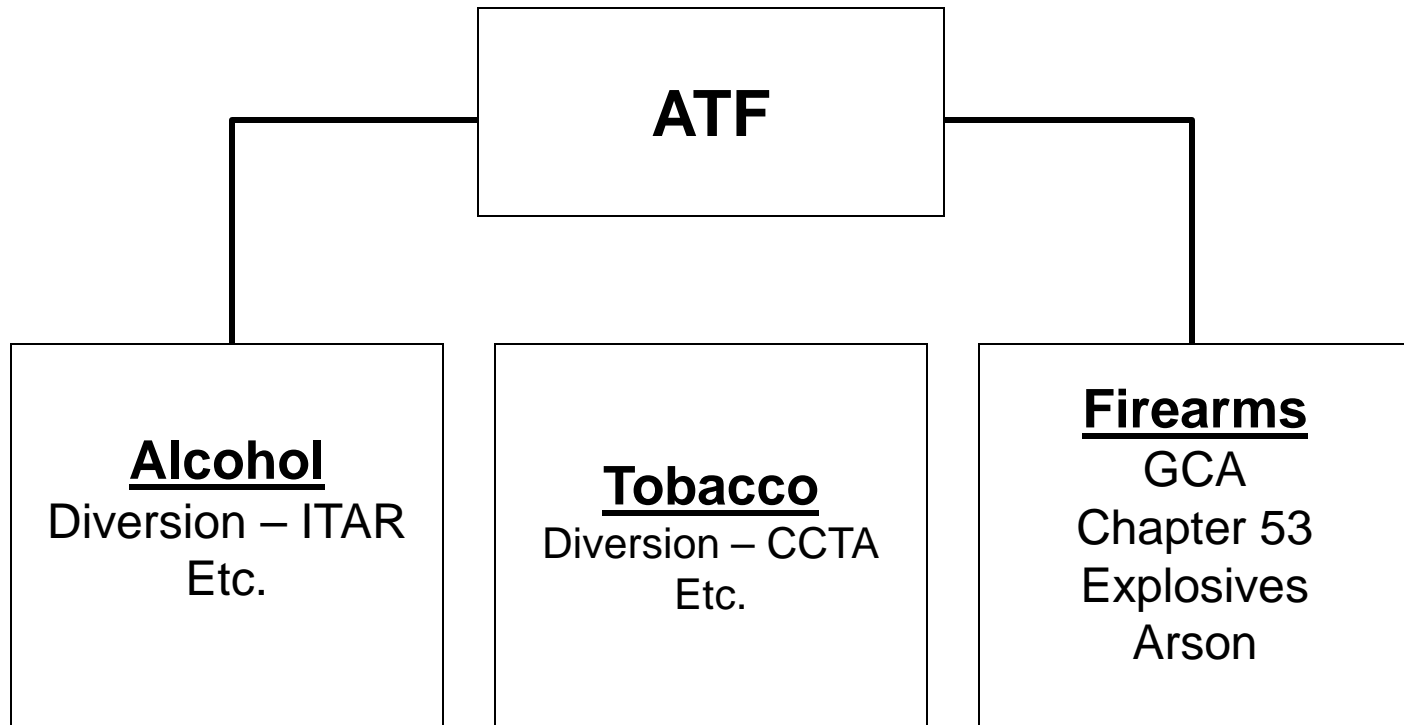 ATF
Alcohol
Diversion – ITAR
Etc.
Tobacco
Diversion – CCTA
Etc.
Firearms
GCA
Chapter 53
Explosives
Arson